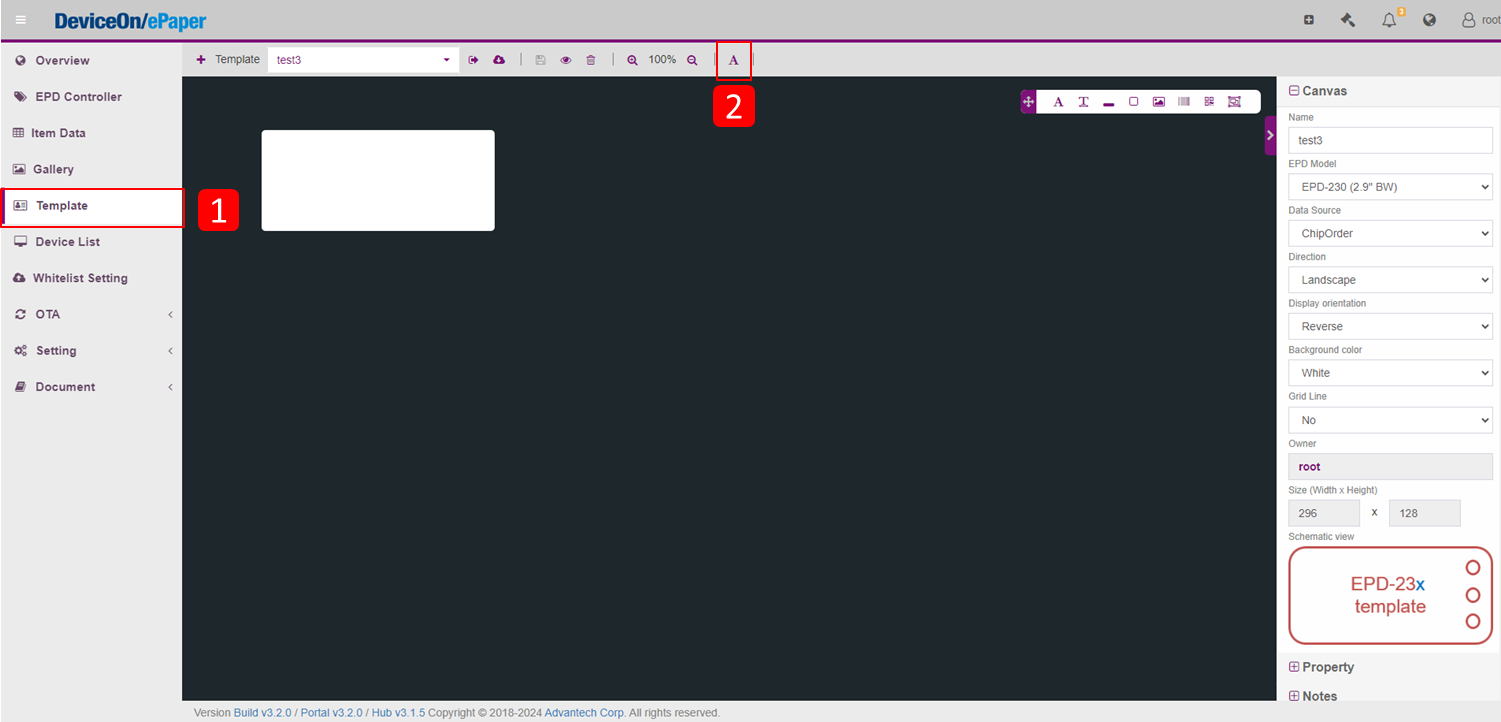 DeviceOn/ePaper
3
root
Overview
EPD Controller
Item Data
Gallery
Template
1
Device List
Whitelist Setting
OTA
Setting
Document
Template
test3
100%
A
2
A T
Canvas
Name
test3
EPD Model
EPD-230 (2.9" BW)
Data Source
ChipOrder
Direction
Landscape
Display orientation
Reverse
Background color
White
Grid Line
No
Owner
root
Size (Width x Height)
296 x 128
Schematic view
EPD-23x
template
Property
Notes
Version Build v3.2.0 / Portal v3.2.0 / Hub v3.1.5 Copyright © 2018-2024 Advantech Corp. All rights reserved.